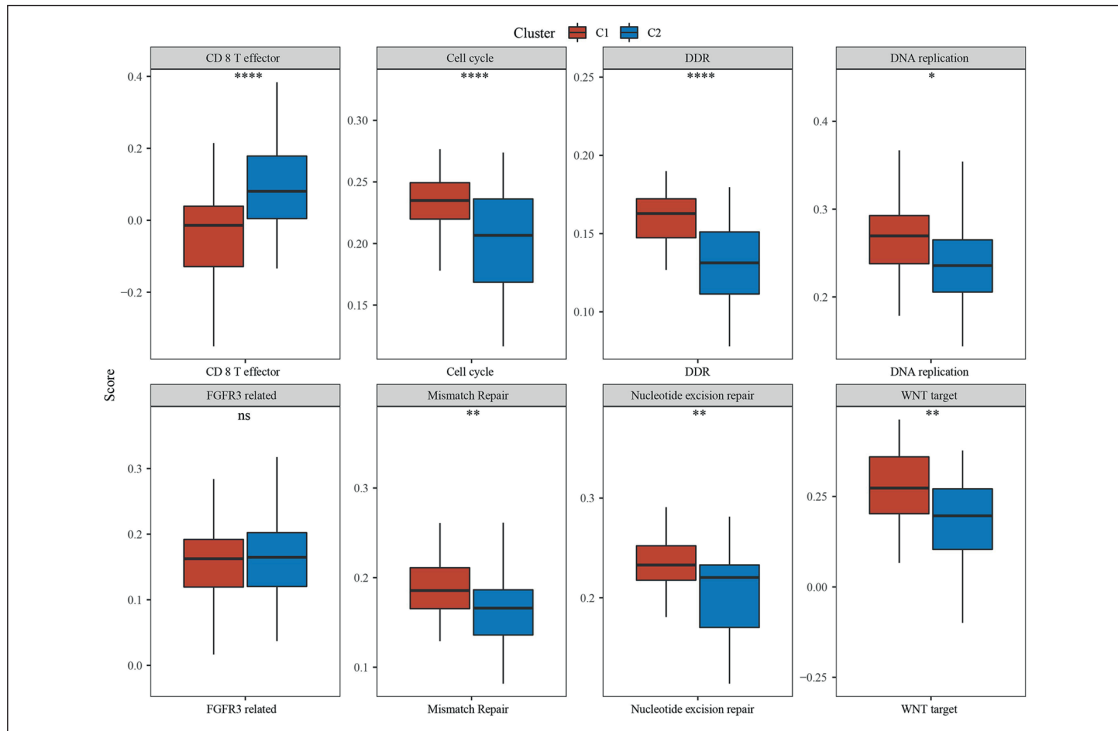 Cluster C1 C2
CD 8 T effector Cell cycle DDR DNA replication
**** **** **** *
0.4 0.2 0.0 −0.2
0.30 0.25 0.20 0.15
0.25 0.20 0.15 0.10
0.4 0.3 0.2
CD 8 T effector Cell cycle DDR DNA replication
Score
FGFR3 related Mismatch Repair Nucleotide excision repair WNT target
ns ** ** **
0.3 0.2 0.1 0.0
0.3 0.2 0.1
0.3 0.2
0.25 0.00 −0.25
FGFR3 related Mismatch Repair Nucleotide excision repair WNT target